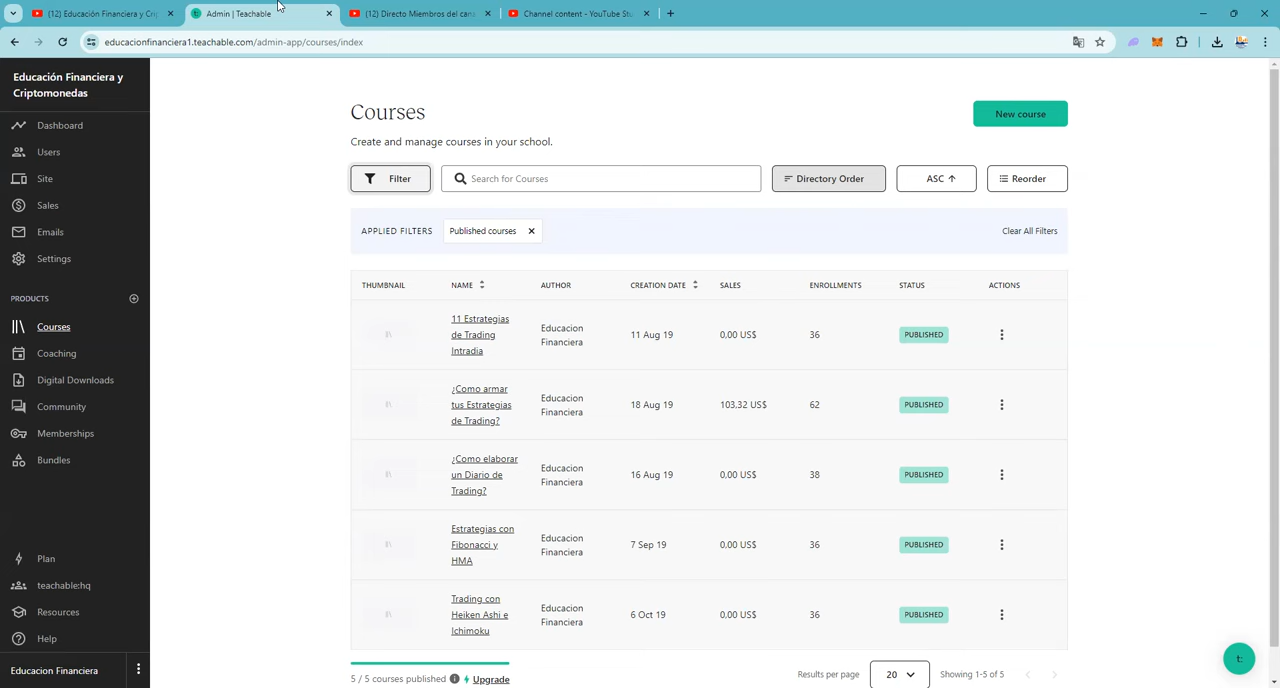 (12) Educación Financiera y Crip
Admin | Teachable
(12) Directo Miembros del cana
Channel content - YouTube Stu
educacionfinanciera1.teachable.com/admin-app/courses/index
Educación Financiera y
Criptomonedas
Dashboard
Users
Site
Sales
Emails
Settings
PRODUCTS
Courses
Coaching
Digital Downloads
Community
Memberships
Bundles
Plan
teachable:hq
Resources
Help
Educacion Financiera
Courses
New course
Create and manage courses in your school.
Filter
Search for Courses
Directory Order
ASC ↑
Reorder
APPLIED FILTERS
Published courses
Clear All Filters
THUMBNAIL NAME AUTHOR CREATION DATE SALES ENROLLMENTS STATUS ACTIONS
11 Estrategias
de Trading
Intradia
Educacion
Financiera
11 Aug 19
0,00 US$
36
PUBLISHED
¿Como armar
tus Estrategias
de Trading?
Educacion
Financiera
18 Aug 19
103,32 US$
62
PUBLISHED
¿Como elaborar
un Diario de
Trading?
Educacion
Financiera
16 Aug 19
0,00 US$
38
PUBLISHED
Estrategias con
Fibonacci y
HMA
Educacion
Financiera
7 Sep 19
0,00 US$
36
PUBLISHED
Trading con
Heiken Ashi e
Ichimoku
Educacion
Financiera
6 Oct 19
0,00 US$
36
PUBLISHED
5 / 5 courses published
Upgrade
Results per page
20
Showing 1-5 of 5
t: